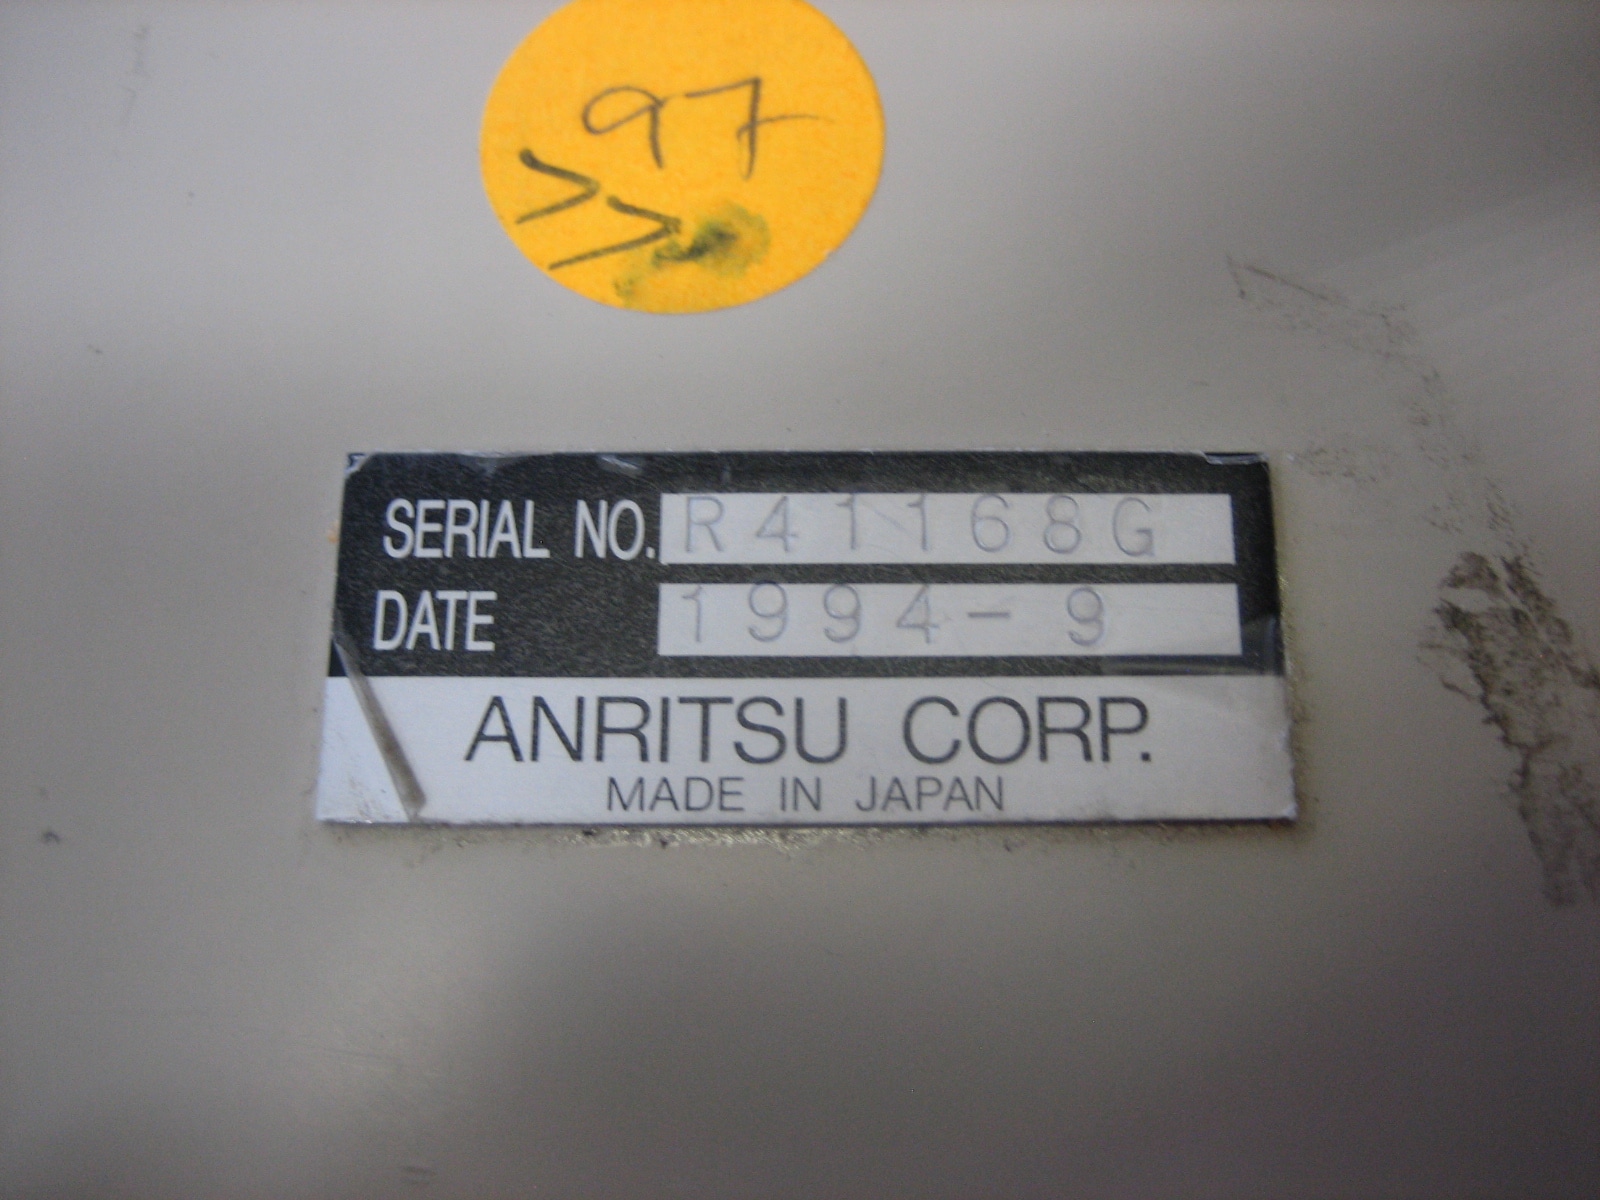 97
>>
SERIAL NO. R41168G
DATE 1994-9
ANRITSU CORP.
MADE IN JAPAN